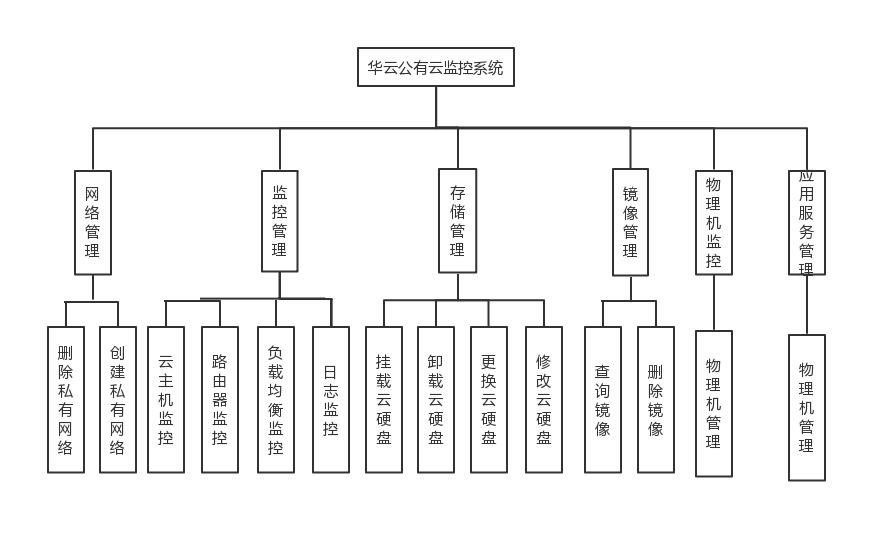 华云公有云监控系统
网络管理
监控管理
存储管理
镜像管理
物理机监控
应用服务管理
删除私有网络
创建私有网络
云主机监控
路由器监控
负载均衡监控
日志监控
挂载云硬盘
卸载云硬盘
更换云硬盘
修改云硬盘
查询镜像
删除镜像
物理机管理
物理机管理